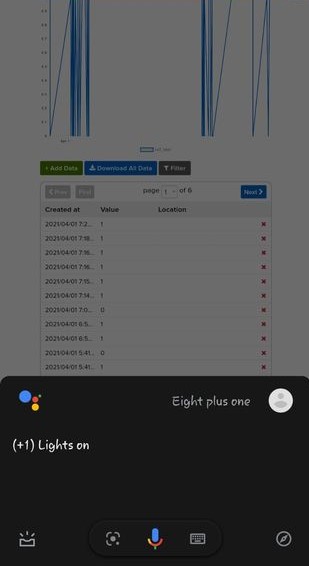 + Add Data
Download All Data
Filter
Prev
First
page 1 of 6
Next
Created at Value Location
2021/04/01 7:2... 1
2021/04/01 7:18... 1
2021/04/01 7:16... 1
2021/04/01 7:16... 1
2021/04/01 7:15... 1
2021/04/01 7:14... 1
2021/04/01 7:0... 0
2021/04/01 6:5... 1
2021/04/01 6:5... 1
2021/04/01 5:41... 0
2021/04/01 5:41... 1
Eight plus one
(+1) Lights on